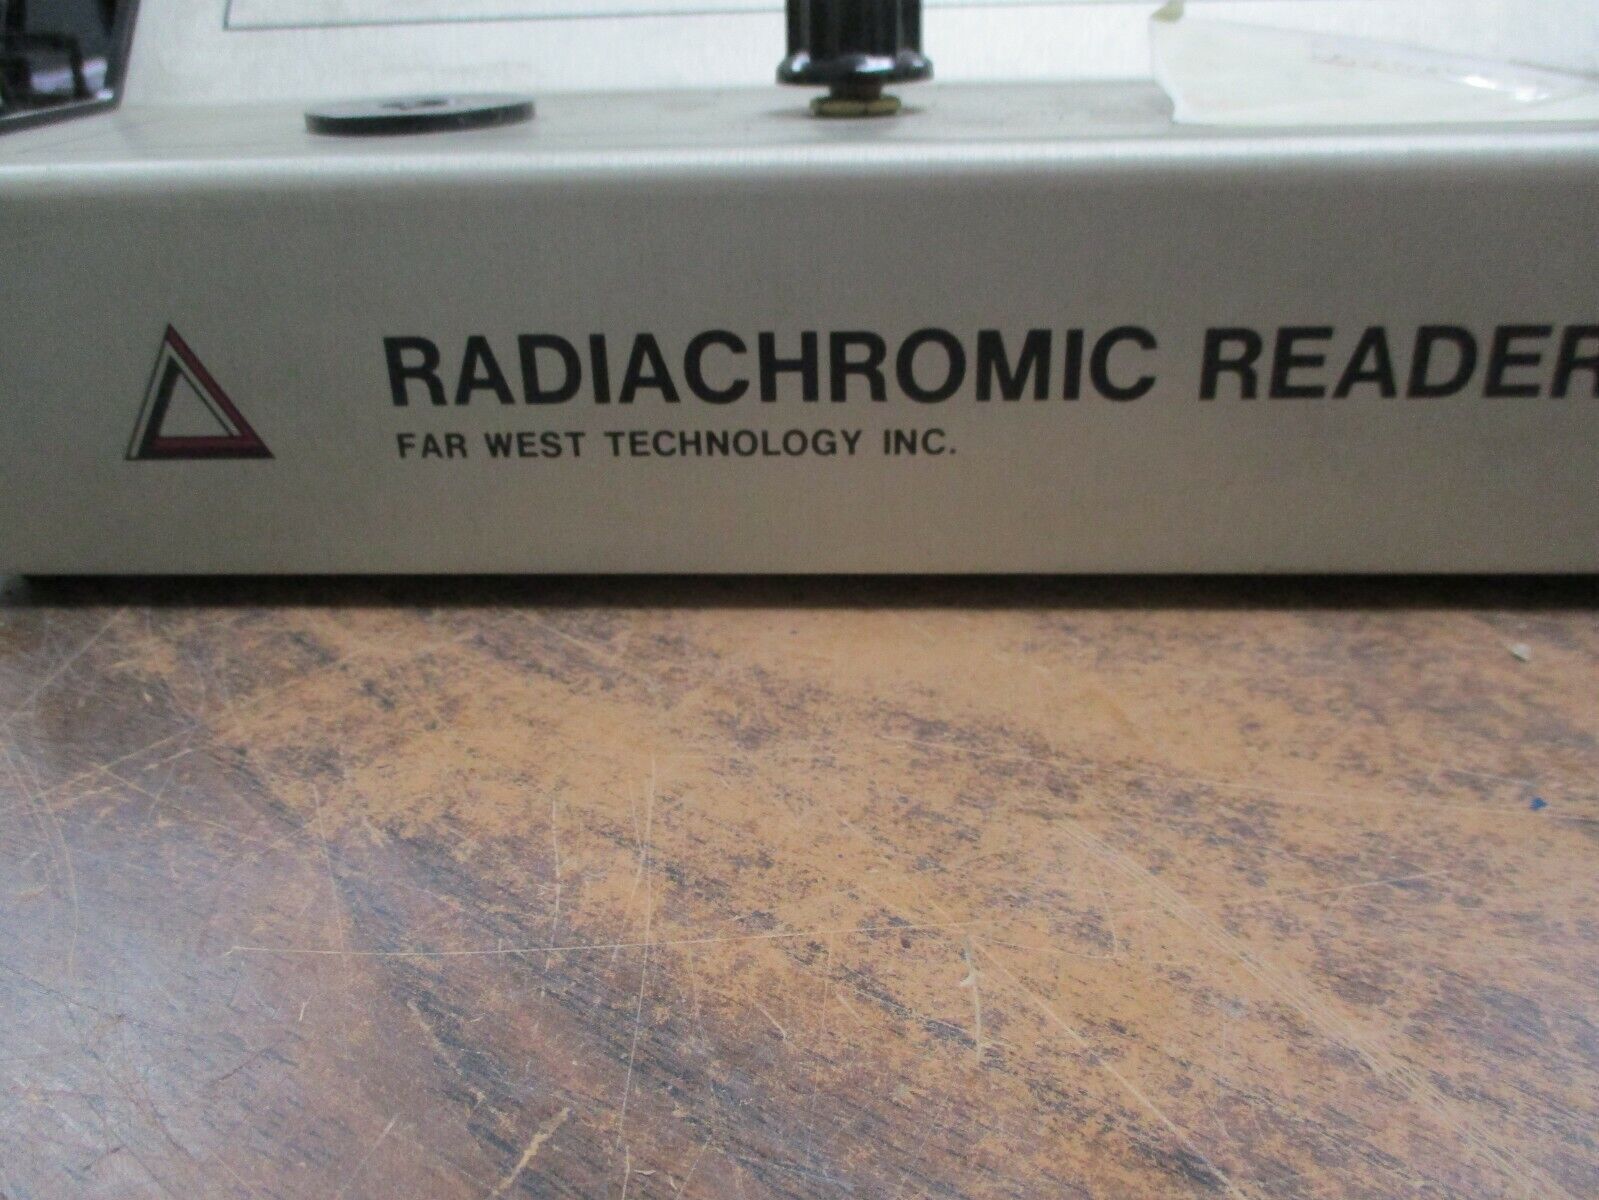 RADIACHROMIC READER
FAR WEST TECHNOLOGY INC.